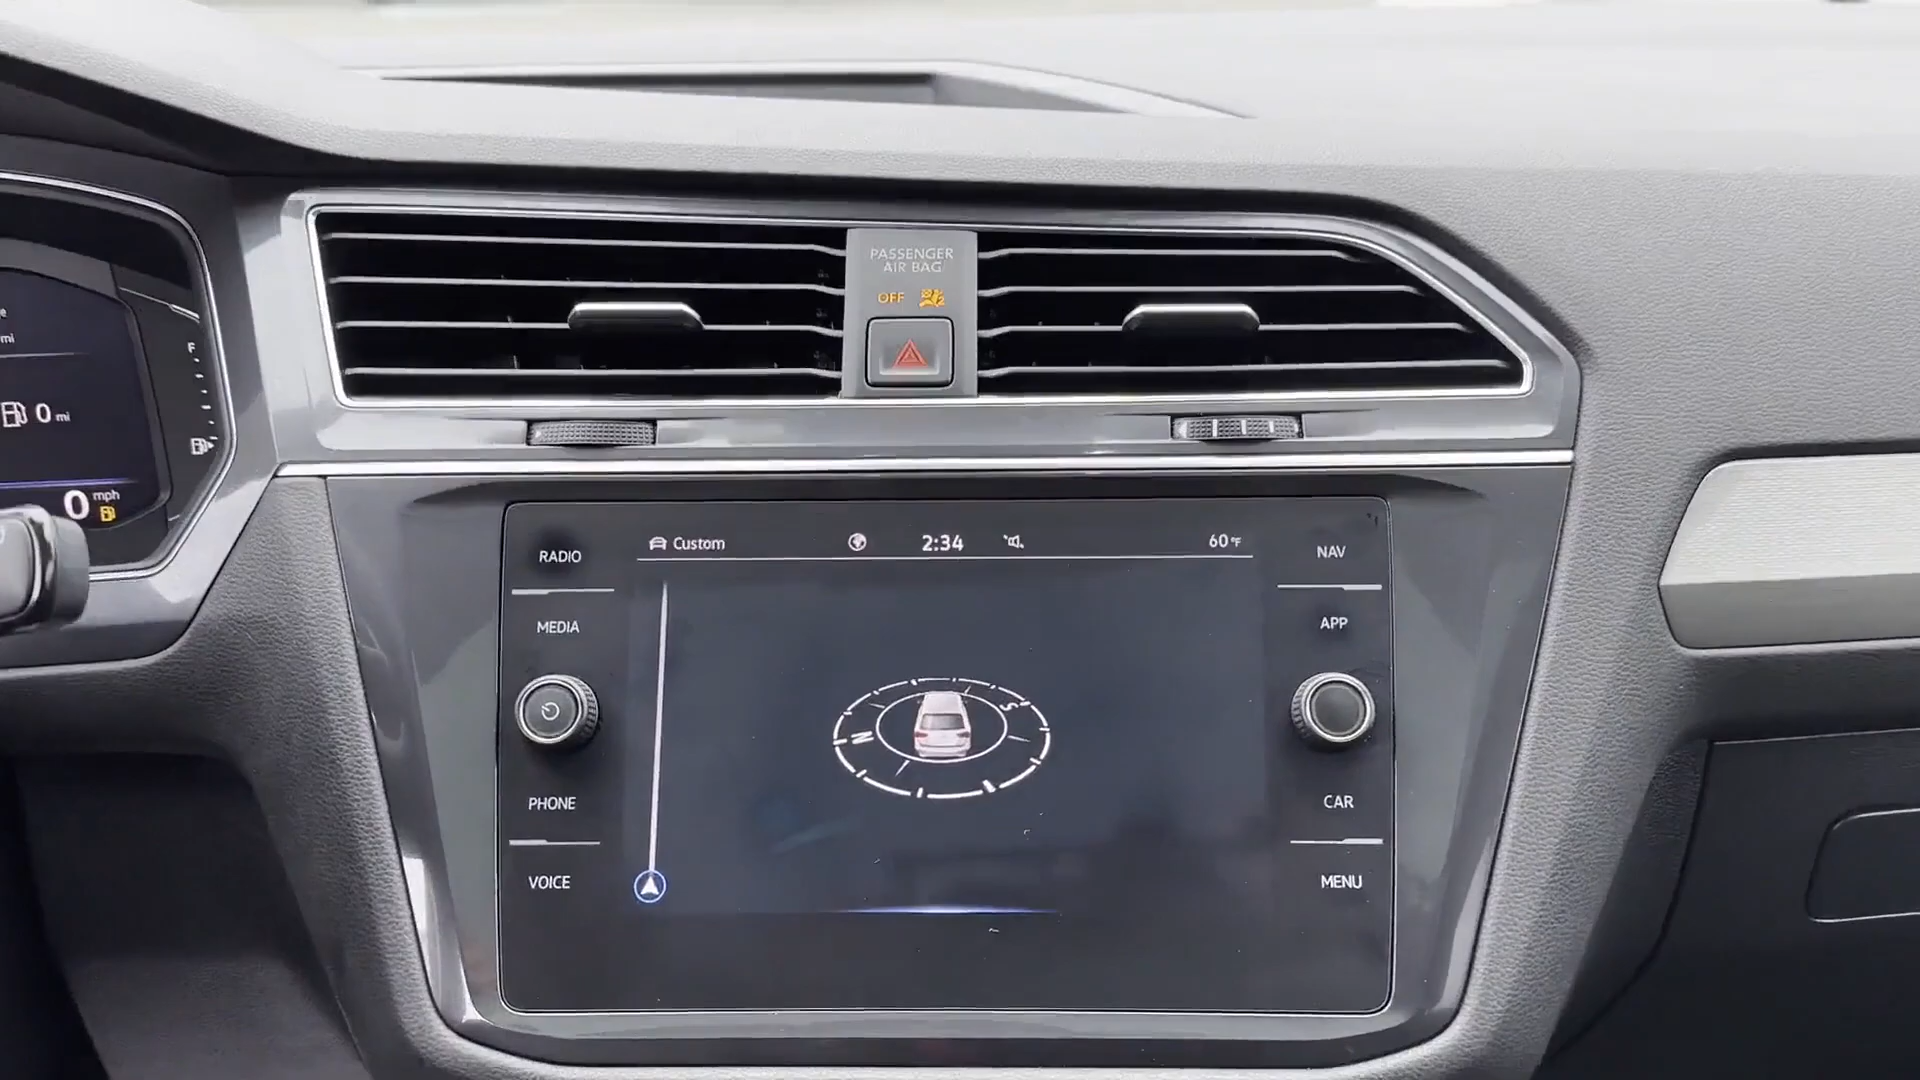 PASSENGER
AIR BAG
OFF
mi
F
0 mi
0 mph
RADIO
MEDIA
PHONE
VOICE
Custom
2:34
60°F
N
S
NAV
APP
CAR
MENU